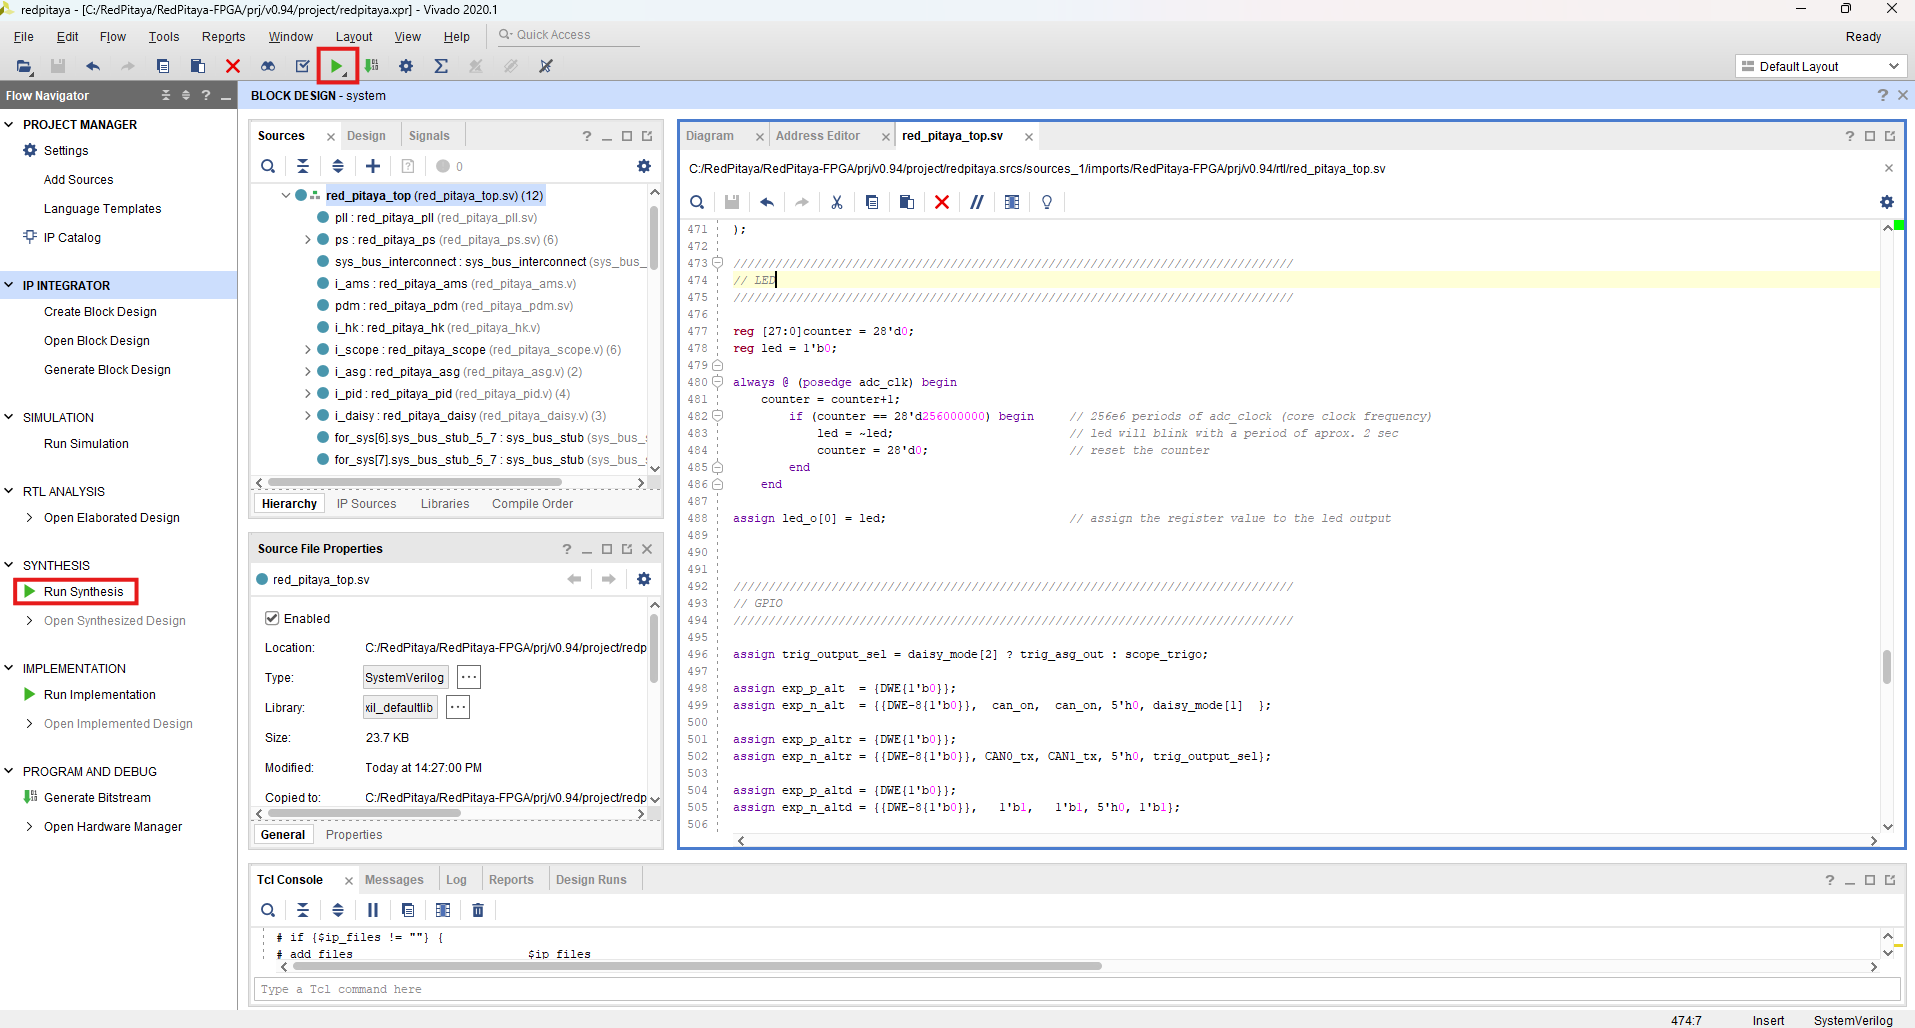 redpitaya - [C:/RedPitaya/RedPitaya-FPGA/prj/v0.94/project/redpitaya.xpr] - Vivado 2020.1
File Edit Flow Tools Reports Window Layout View Help Quick Access
Ready
Default Layout
Flow Navigator
PROJECT MANAGER
Settings
Add Sources
Language Templates
IP Catalog
IP INTEGRATOR
Create Block Design
Open Block Design
Generate Block Design
SIMULATION
Run Simulation
RTL ANALYSIS
Open Elaborated Design
SYNTHESIS
Run Synthesis
Open Synthesized Design
IMPLEMENTATION
Run Implementation
Open Implemented Design
PROGRAM AND DEBUG
Generate Bitstream
Open Hardware Manager
BLOCK DESIGN - system
Sources Design Signals
0
red_pitaya_top (red_pitaya_top.sv) (12)
pll : red_pitaya_pll (red_pitaya_pll.sv)
ps : red_pitaya_ps (red_pitaya_ps.sv) (6)
sys_bus_interconnect : sys_bus_interconnect (sys_bus_
i_ams : red_pitaya_ams (red_pitaya_ams.v)
pdm : red_pitaya_pdm (red_pitaya_pdm.sv)
i_hk : red_pitaya_hk (red_pitaya_hk.v)
i_scope : red_pitaya_scope (red_pitaya_scope.v) (6)
i_asg : red_pitaya_asg (red_pitaya_asg.v) (2)
i_pid : red_pitaya_pid (red_pitaya_pid.v) (4)
i_daisy : red_pitaya_daisy (red_pitaya_daisy.v) (3)
for_sys[6].sys_bus_stub_5_7 : sys_bus_stub (sys_bus_s
for_sys[7].sys_bus_stub_5_7 : sys_bus_stub (sys_bus_s
Hierarchy IP Sources Libraries Compile Order
Source File Properties
red_pitaya_top.sv
Enabled
Location: C:/RedPitaya/RedPitaya-FPGA/prj/v0.94/project/redp
Type: SystemVerilog ...
Library: xil_defaultlib ...
Size: 23.7 KB
Modified: Today at 14:27:00 PM
Copied to: C:/RedPitaya/RedPitaya-FPGA/prj/v0.94/project/redp
General Properties
Diagram Address Editor red_pitaya_top.sv
C:/RedPitaya/RedPitaya-FPGA/prj/v0.94/project/redpitaya.srcs/sources_1/imports/RedPitaya-FPGA/prj/v0.94/rtl/red_pitaya_top.sv
471 );
472
473 ////////////////////////////////////////////////////////////////////////////////
474 // LED
475 ////////////////////////////////////////////////////////////////////////////////
476
477 reg [27:0]counter = 28'd0;
478 reg led = 1'b0;
479
480 always @ (posedge adc_clk) begin
481 counter = counter+1;
482 if (counter == 28'd256000000) begin // 256e6 periods of adc_clock (core clock frequency)
483 led = ~led; // led will blink with a period of aprox. 2 sec
484 counter = 28'd0; // reset the counter
485 end
486 end
487
488 assign led_o[0] = led; // assign the register value to the led output
489
490
491
492 ////////////////////////////////////////////////////////////////////////////////
493 // GPIO
494 ////////////////////////////////////////////////////////////////////////////////
495
496 assign trig_output_sel = daisy_mode[2] ? trig_asg_out : scope_trigo;
497
498 assign exp_p_alt = {DWE{1'b0}};
499 assign exp_n_alt = {{DWE-8{1'b0}}, can_on, can_on, 5'h0, daisy_mode[1] };
500
501 assign exp_p_altr = {DWE{1'b0}};
502 assign exp_n_altr = {{DWE-8{1'b0}}, CAN0_tx, CAN1_tx, 5'h0, trig_output_sel};
503
504 assign exp_p_altd = {DWE{1'b0}};
505 assign exp_n_altd = {{DWE-8{1'b0}}, 1'b1, 1'b1, 5'h0, 1'b1};
506
Tcl Console Messages Log Reports Design Runs
# if {$ip_files != ""} {
# add_files $ip_files
Type a Tcl command here
474:7 Insert SystemVerilog